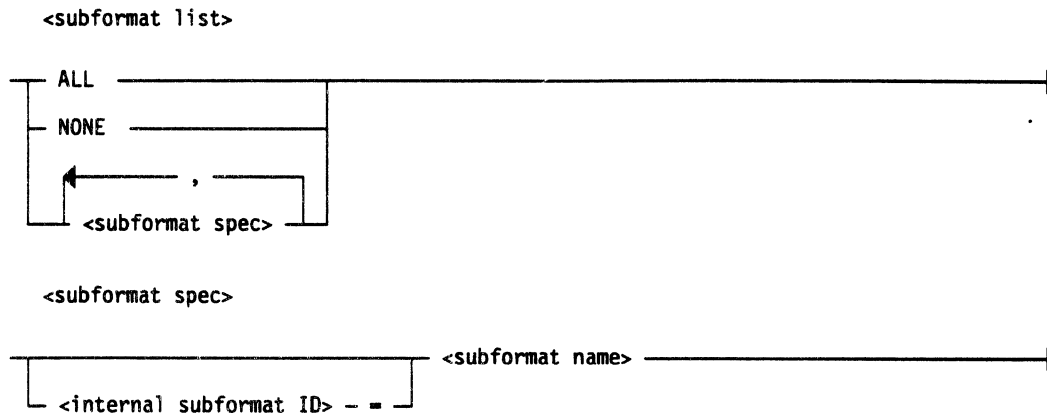 <subformat list>
ALL
NONE
,
<subformat spec>
<subformat spec>
<subformat name>
<internal subformat ID> - =